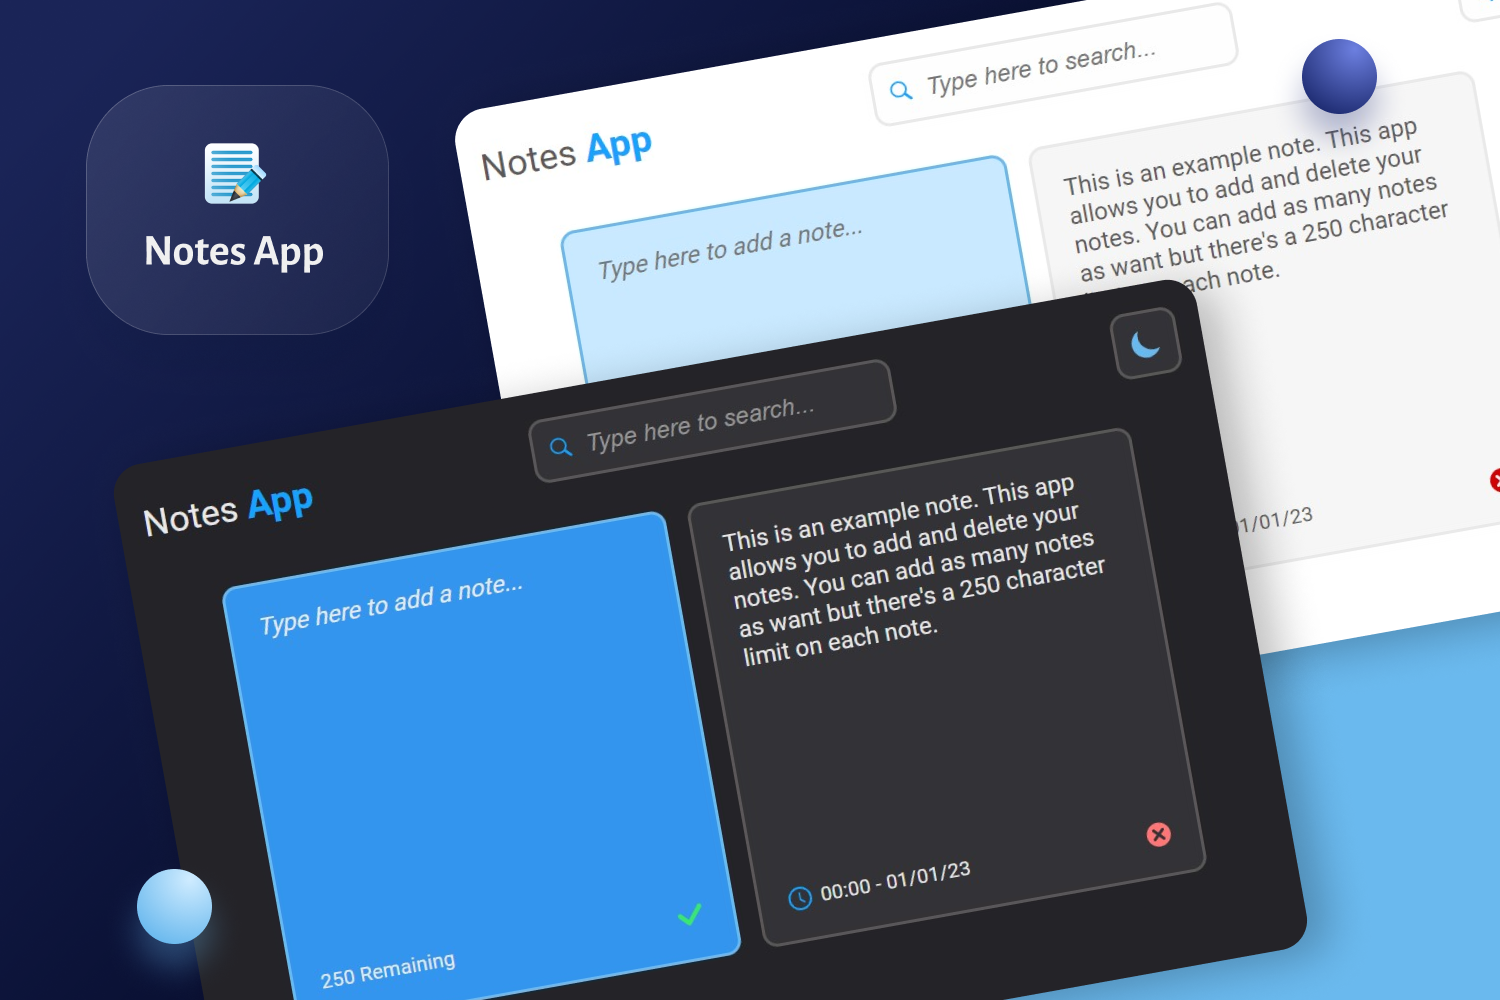 Notes App
Notes App
Type here to search...
Type here to add a note...
This is an example note. This app
allows you to add and delete your
notes. You can add as many notes
as want but there's a 250 character
ach note.
1/01/23
Notes App
Type here to search...
Type here to add a note...
250 Remaining
This is an example note. This app
allows you to add and delete your
notes. You can add as many notes
as want but there's a 250 character
limit on each note.
00:00 - 01/01/23